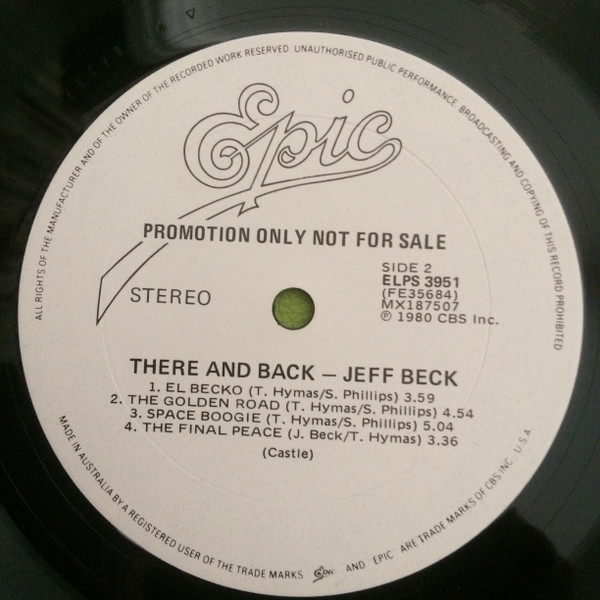 ALL RIGHTS OF THE MANUFACTURER AND OF THE OWNER OF THE RECORDED WORK RESERVED UNAUTHORISED PUBLIC PERFORMANCE BROADCASTING AND COPYING OF THIS RECORD PROHIBITED
Epic
PROMOTION ONLY NOT FOR SALE
STEREO
SIDE 2
ELPS 3951
(FE35684)
MX187507
℗ 1980 CBS Inc.
THERE AND BACK — JEFF BECK
1. EL BECKO (T. Hymas/S. Phillips) 3.59
2. THE GOLDEN ROAD (T. Hymas/S. Phillips) 4.54
3. SPACE BOOGIE (T. Hymas/S. Phillips) 5.04
4. THE FINAL PEACE (J. Beck/T. Hymas) 3.36
(Castle)
MADE IN AUSTRALIA BY A REGISTERED USER OF THE TRADE MARKS Epic AND EPIC ARE TRADE MARKS OF CBS INC. U.S.A.